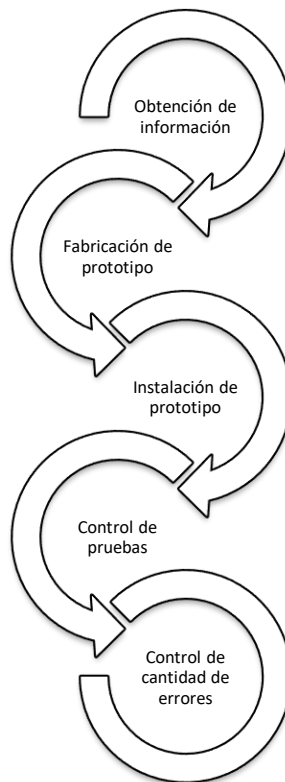 Obtención de
información
Fabricación de
prototipo
Instalación de
prototipo
Control de
pruebas
Control de
cantidad de
errores